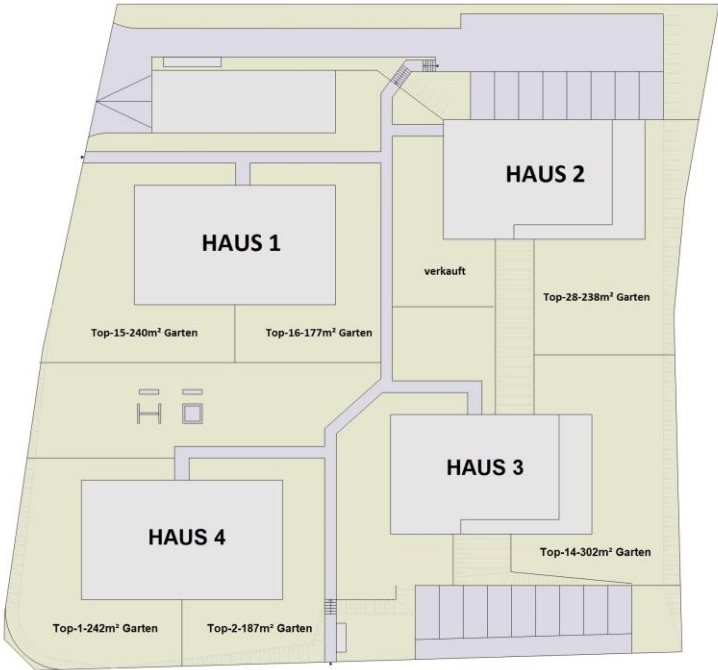 HAUS 2
HAUS 1
verkauft
Top-28-238m² Garten
Top-15-240m² Garten
Top-16-177m² Garten
HAUS 3
HAUS 4
Top-14-302m² Garten
Top-1-242m² Garten
Top-2-187m² Garten